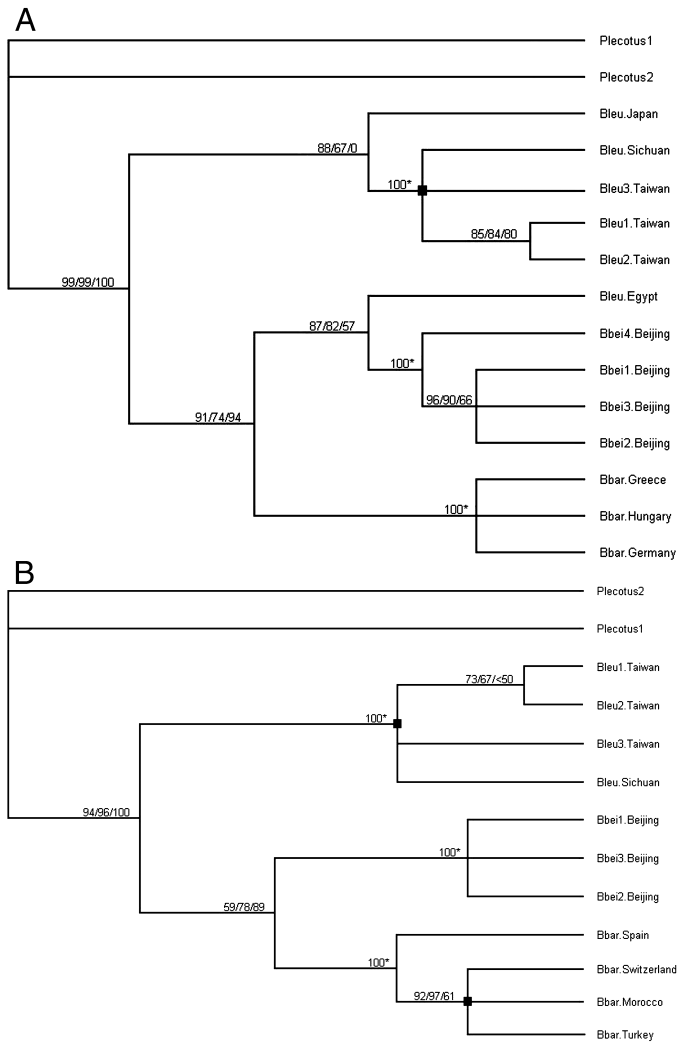 A
Plecotus1
Plecotus2
Bleu.Japan
88/67/0
Bleu.Sichuan
100*
Bleu3.Taiwan
Bleu1.Taiwan
85/84/80
Bleu2.Taiwan
99/99/100
Bleu.Egypt
87/82/57
Bbei4.Beijing
100*
Bbei1.Beijing
96/90/66
Bbei3.Beijing
91/74/94
Bbei2.Beijing
Bbar.Greece
100*
Bbar.Hungary
Bbar.Germany
B
Plecotus2
Plecotus1
Bleu1.Taiwan
73/67/<50
Bleu2.Taiwan
100*
Bleu3.Taiwan
Bleu.Sichuan
94/96/100
Bbei1.Beijing
100*
Bbei3.Beijing
Bbei2.Beijing
59/78/89
Bbar.Spain
100*
Bbar.Switzerland
92/97/61
Bbar.Morocco
Bbar.Turkey